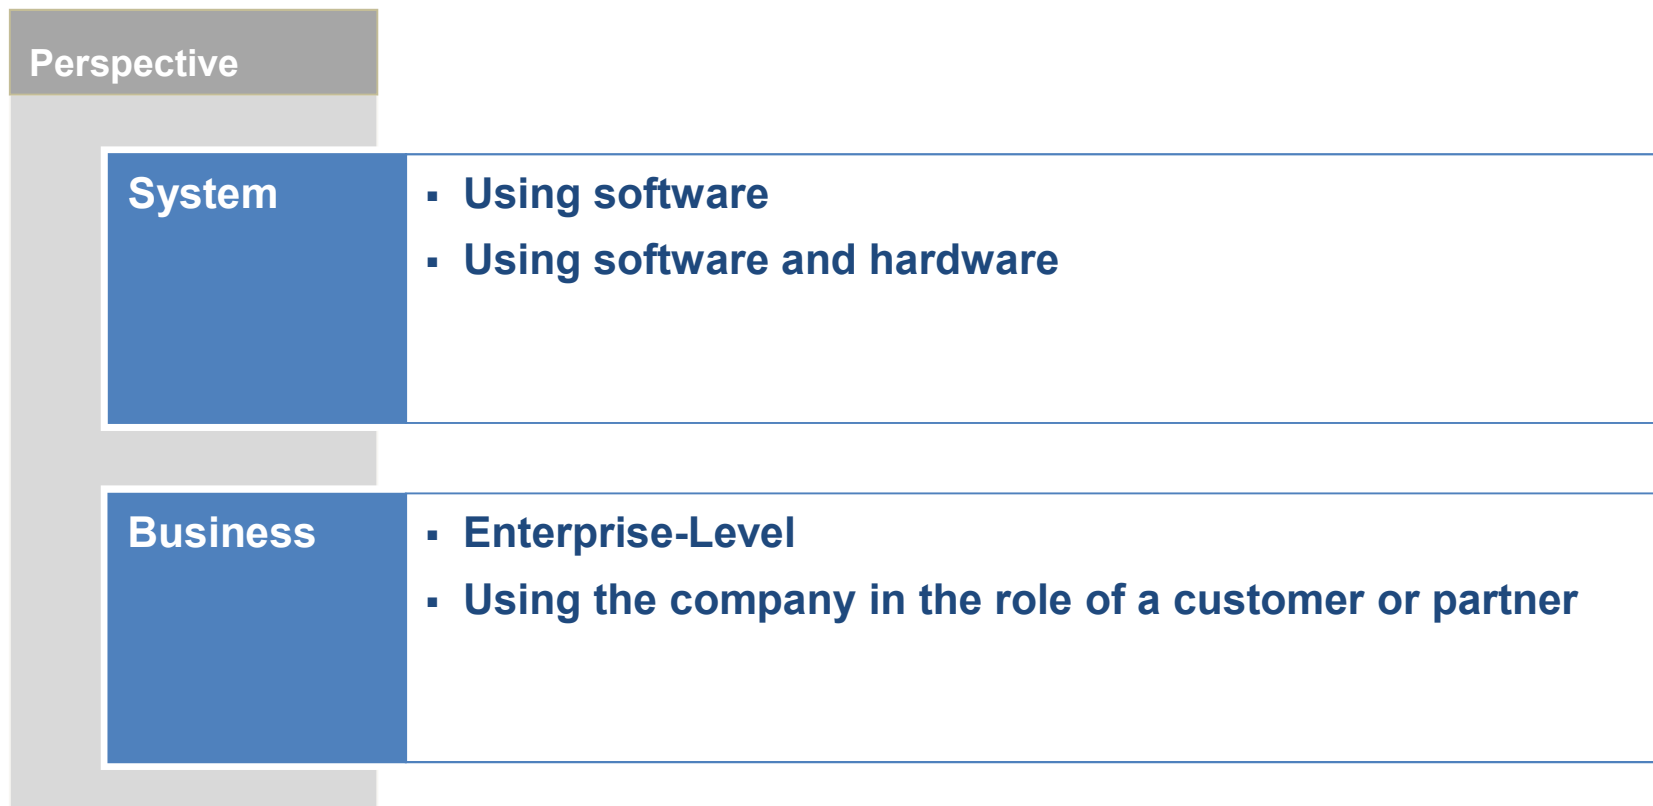 Perspective
System
▪ Using software
▪ Using software and hardware
Business
▪ Enterprise-Level
▪ Using the company in the role of a customer or partner